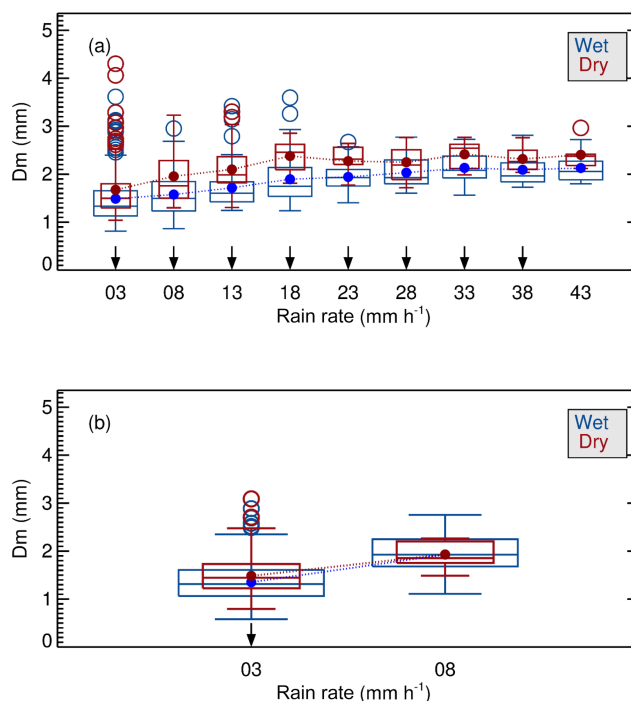 (a)
Wet
Dry
5
4
3
2
1
0
Dm (mm)
03 08 13 18 23 28 33 38 43
Rain rate (mm h⁻¹)
(b)
Wet
Dry
5
4
3
2
1
0
Dm (mm)
03 08
Rain rate (mm h⁻¹)